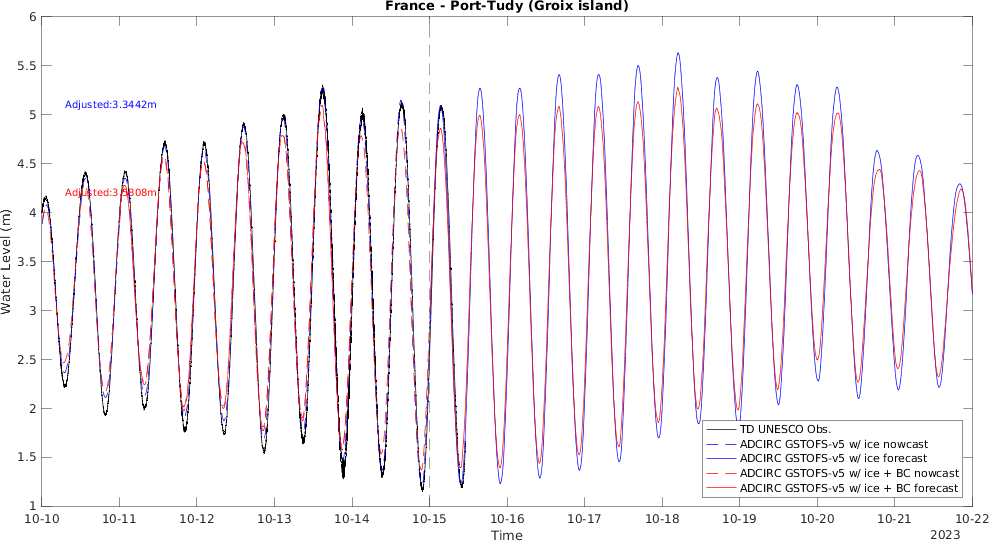 France - Port-Tudy (Groix island)
6
5.5
5
4.5
4
3.5
3
2.5
2
1.5
1
Water Level (m)
Adjusted:3.3442m
Adjusted:3.5808m
TD UNESCO Obs.
ADCIRC GSTOFS-v5 w/ ice nowcast
ADCIRC GSTOFS-v5 w/ ice forecast
ADCIRC GSTOFS-v5 w/ ice + BC nowcast
ADCIRC GSTOFS-v5 w/ ice + BC forecast
10-10 10-11 10-12 10-13 10-14 10-15 10-16 10-17 10-18 10-19 10-20 10-21 10-22
Time
2023